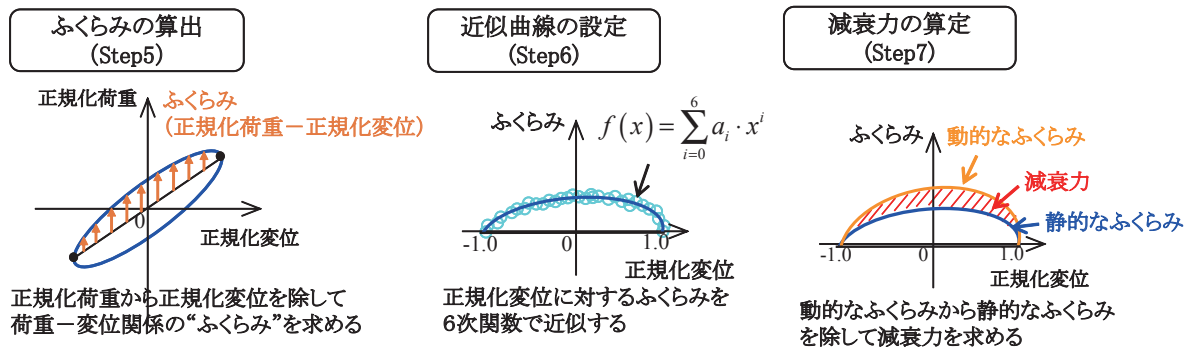 ふくらみの算出
(Step5)
正規化荷重
ふくらみ
(正規化荷重－正規化変位)
0
正規化変位
正規化荷重から正規化変位を除して
荷重－変位関係の“ふくらみ”を求める
近似曲線の設定
(Step6)
ふくらみ
f(x) = \sum_{i=0}^{6} a_i · x^i
-1.0
0
1.0
正規化変位
正規化変位に対するふくらみを
6次関数で近似する
減衰力の算定
(Step7)
ふくらみ
動的なふくらみ
減衰力
静的なふくらみ
-1.0
0
1.0
正規化変位
動的なふくらみから静的なふくらみ
を除して減衰力を求める